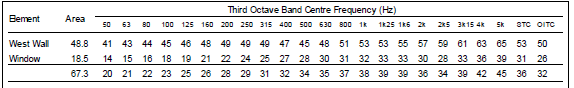 Third Octave Band Centre Frequency (Hz)
Element Area 50 63 80 100 125 160 200 250 315 400 500 630 800 1k 1k25 1k6 2k 2k5 3k15 4k 5k STC OITC
West Wall 48.8 41 43 44 45 46 48 49 49 49 47 45 48 51 53 53 55 57 59 61 63 65 53 50
Window 18.5 14 15 16 18 19 21 22 24 25 27 28 30 31 32 33 33 30 28 33 36 39 31 26
67.3 20 21 22 23 25 26 28 29 31 32 34 35 37 38 39 39 36 34 39 42 45 36 32